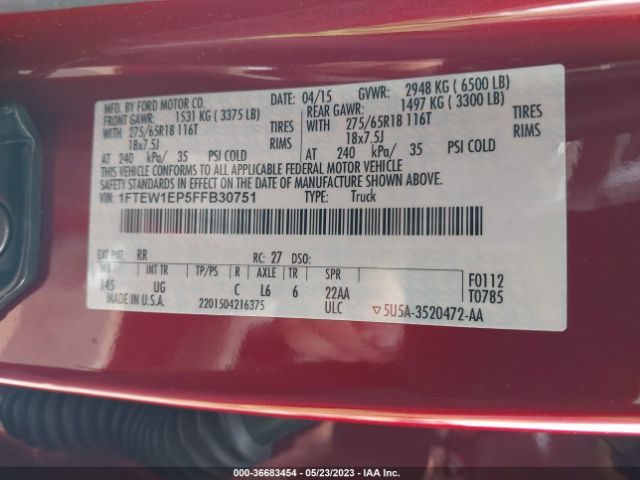 MFD. BY FORD MOTOR CO.
DATE: 04/15 GVWR: 2948 KG ( 6500 LB)
FRONT GAWR: 1531 KG ( 3375 LB)
REAR GAWR: 1497 KG ( 3300 LB)
WITH 275/65R18 116T TIRES
WITH 275/65R18 116T TIRES
18x7.5J RIMS
18x7.5J RIMS
AT 240 kPa/ 35 PSI COLD
AT 240 kPa/ 35 PSI COLD
THIS VEHICLE CONFORMS TO ALL APPLICABLE FEDERAL MOTOR VEHICLE
SAFETY STANDARDS IN EFFECT ON THE DATE OF MANUFACTURE SHOWN ABOVE.
VIN: 1FTEW1EP5FFB30751 TYPE: Truck
EXT PNT: RR RC: 27 DSO:
WB INT TR TP/PS R AXLE TR SPR F0112
145 UG C L6 6 22AA T0785
MADE IN U.S.A. 2201504216375 ULC ▽5U5A-3520472-AA
000-36683454 - 05/23/2023 - IAA Inc.